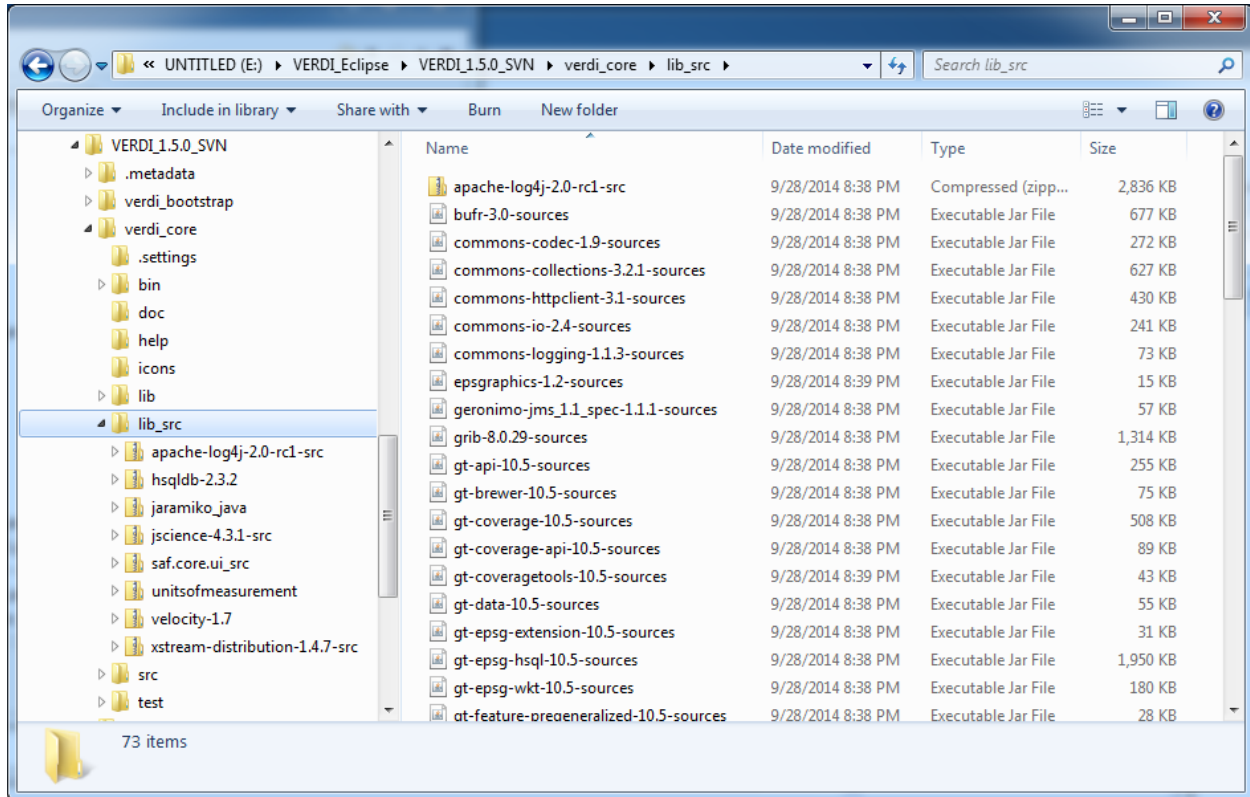 « UNTITLED (E:) VERDI_Eclipse VERDI_1.5.0_SVN verdi_core lib_src
Search lib_src
Organize Include in library Share with Burn New folder
VERDI_1.5.0_SVN
.metadata
verdi_bootstrap
verdi_core
.settings
bin
doc
help
icons
lib
lib_src
apache-log4j-2.0-rc1-src
hsqldb-2.3.2
jaramiko_java
jscience-4.3.1-src
saf.core.ui_src
unitsofmeasurement
velocity-1.7
xstream-distribution-1.4.7-src
src
test
Name Date modified Type Size
apache-log4j-2.0-rc1-src 9/28/2014 8:38 PM Compressed (zipp... 2,836 KB
bufr-3.0-sources 9/28/2014 8:38 PM Executable Jar File 677 KB
commons-codec-1.9-sources 9/28/2014 8:38 PM Executable Jar File 272 KB
commons-collections-3.2.1-sources 9/28/2014 8:38 PM Executable Jar File 627 KB
commons-httpclient-3.1-sources 9/28/2014 8:38 PM Executable Jar File 430 KB
commons-io-2.4-sources 9/28/2014 8:38 PM Executable Jar File 241 KB
commons-logging-1.1.3-sources 9/28/2014 8:38 PM Executable Jar File 73 KB
epsgraphics-1.2-sources 9/28/2014 8:39 PM Executable Jar File 15 KB
geronimo-jms_1.1_spec-1.1.1-sources 9/28/2014 8:38 PM Executable Jar File 57 KB
grib-8.0.29-sources 9/28/2014 8:38 PM Executable Jar File 1,314 KB
gt-api-10.5-sources 9/28/2014 8:38 PM Executable Jar File 255 KB
gt-brewer-10.5-sources 9/28/2014 8:38 PM Executable Jar File 75 KB
gt-coverage-10.5-sources 9/28/2014 8:38 PM Executable Jar File 508 KB
gt-coverage-api-10.5-sources 9/28/2014 8:38 PM Executable Jar File 89 KB
gt-coveragetools-10.5-sources 9/28/2014 8:39 PM Executable Jar File 43 KB
gt-data-10.5-sources 9/28/2014 8:38 PM Executable Jar File 55 KB
gt-epsg-extension-10.5-sources 9/28/2014 8:38 PM Executable Jar File 31 KB
gt-epsg-hsql-10.5-sources 9/28/2014 8:38 PM Executable Jar File 1,950 KB
gt-epsg-wkt-10.5-sources 9/28/2014 8:38 PM Executable Jar File 180 KB
gt-feature-pregeneralized-10.5-sources 9/28/2014 8:38 PM Executable Jar File 28 KB
73 items